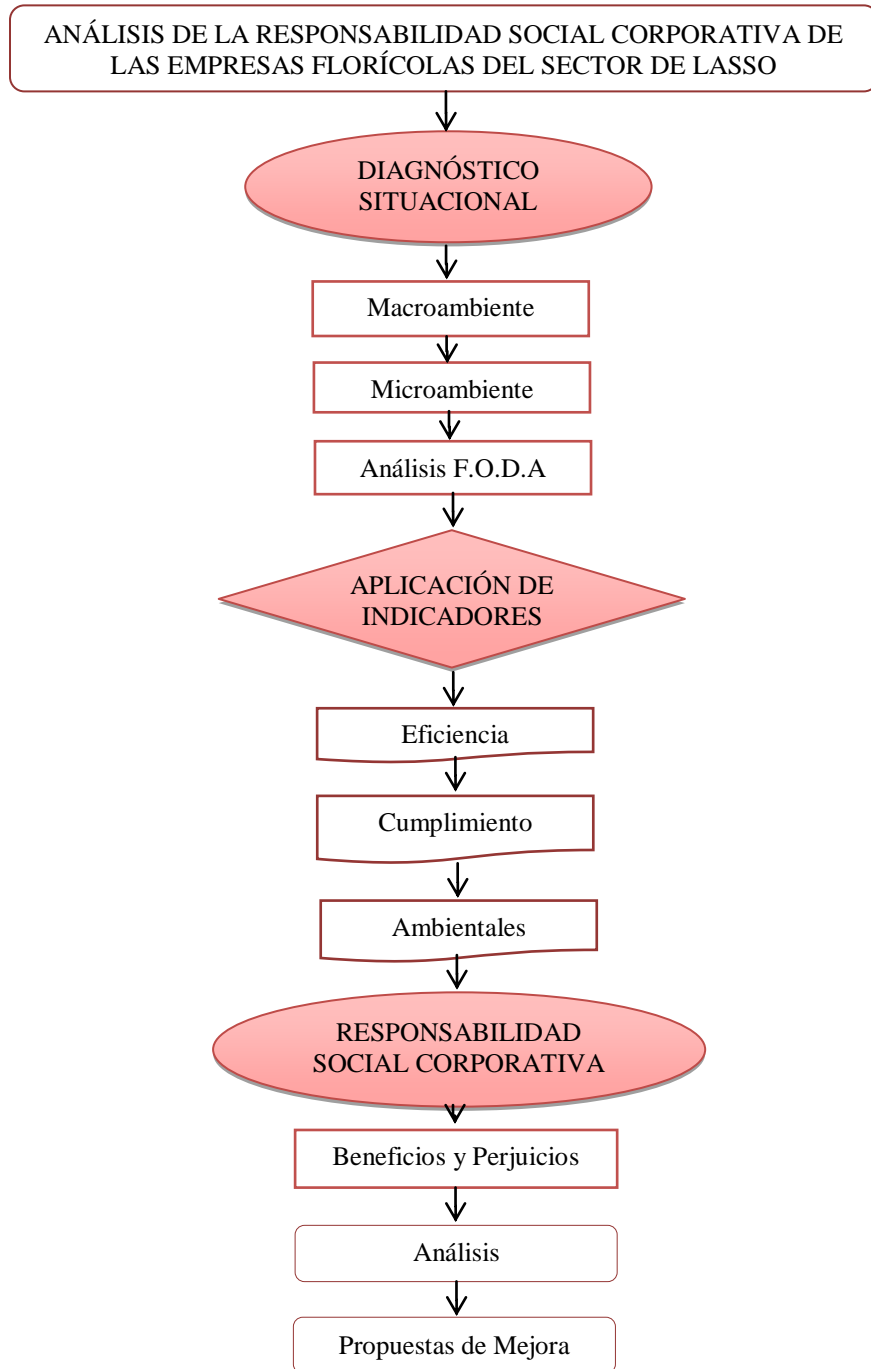 ANÁLISIS DE LA RESPONSABILIDAD SOCIAL CORPORATIVA DE
LAS EMPRESAS FLORÍCOLAS DEL SECTOR DE LASSO
DIAGNÓSTICO
SITUACIONAL
Macroambiente
Microambiente
Análisis F.O.D.A
APLICACIÓN DE
INDICADORES
Eficiencia
Cumplimiento
Ambientales
RESPONSABILIDAD
SOCIAL CORPORATIVA
Beneficios y Perjuicios
Análisis
Propuestas de Mejora